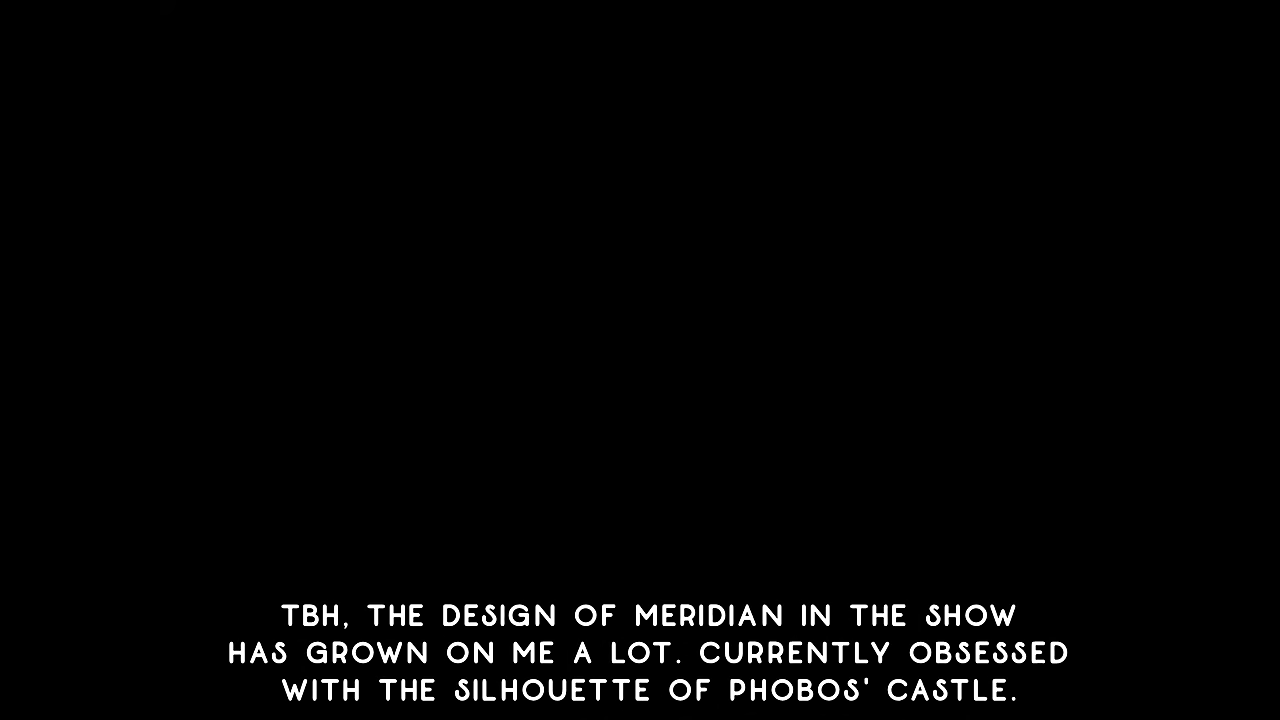 TBH, THE DESIGN OF MERIDIAN IN THE SHOW
HAS GROWN ON ME A LOT. CURRENTLY OBSESSED
WITH THE SILHOUETTE OF PHOBOS' CASTLE.